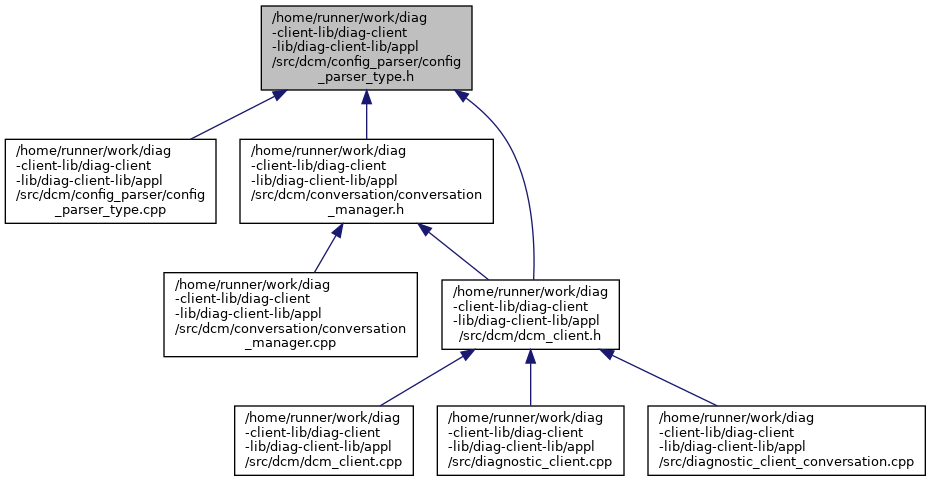 /home/runner/work/diag
-client-lib/diag-client
-lib/diag-client-lib/appl
/src/dcm/config_parser/config
_parser_type.h
/home/runner/work/diag
-client-lib/diag-client
-lib/diag-client-lib/appl
/src/dcm/config_parser/config
_parser_type.cpp
/home/runner/work/diag
-client-lib/diag-client
-lib/diag-client-lib/appl
/src/dcm/conversation/conversation
_manager.h
/home/runner/work/diag
-client-lib/diag-client
-lib/diag-client-lib/appl
/src/dcm/conversation/conversation
_manager.cpp
/home/runner/work/diag
-client-lib/diag-client
-lib/diag-client-lib/appl
/src/dcm/dcm_client.h
/home/runner/work/diag
-client-lib/diag-client
-lib/diag-client-lib/appl
/src/dcm/dcm_client.cpp
/home/runner/work/diag
-client-lib/diag-client
-lib/diag-client-lib/appl
/src/diagnostic_client.cpp
/home/runner/work/diag
-client-lib/diag-client
-lib/diag-client-lib/appl
/src/diagnostic_client_conversation.cpp